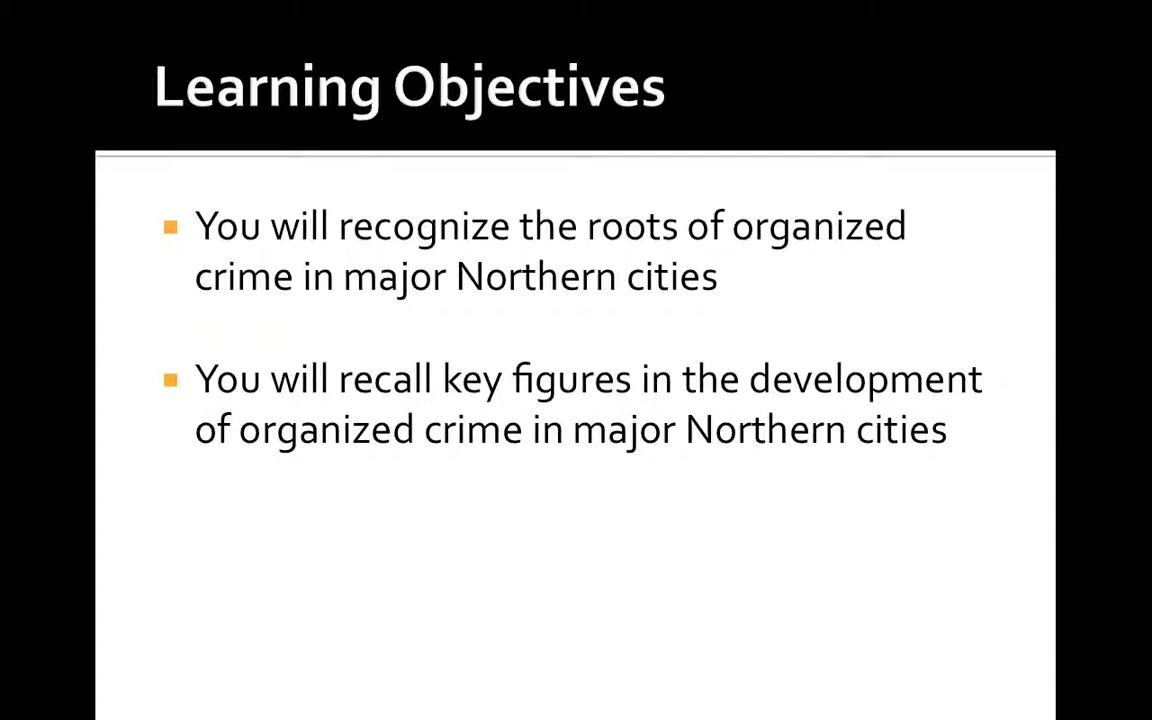 Learning Objectives
You will recognize the roots of organized
crime in major Northern cities
You will recall key figures in the development
of organized crime in major Northern cities